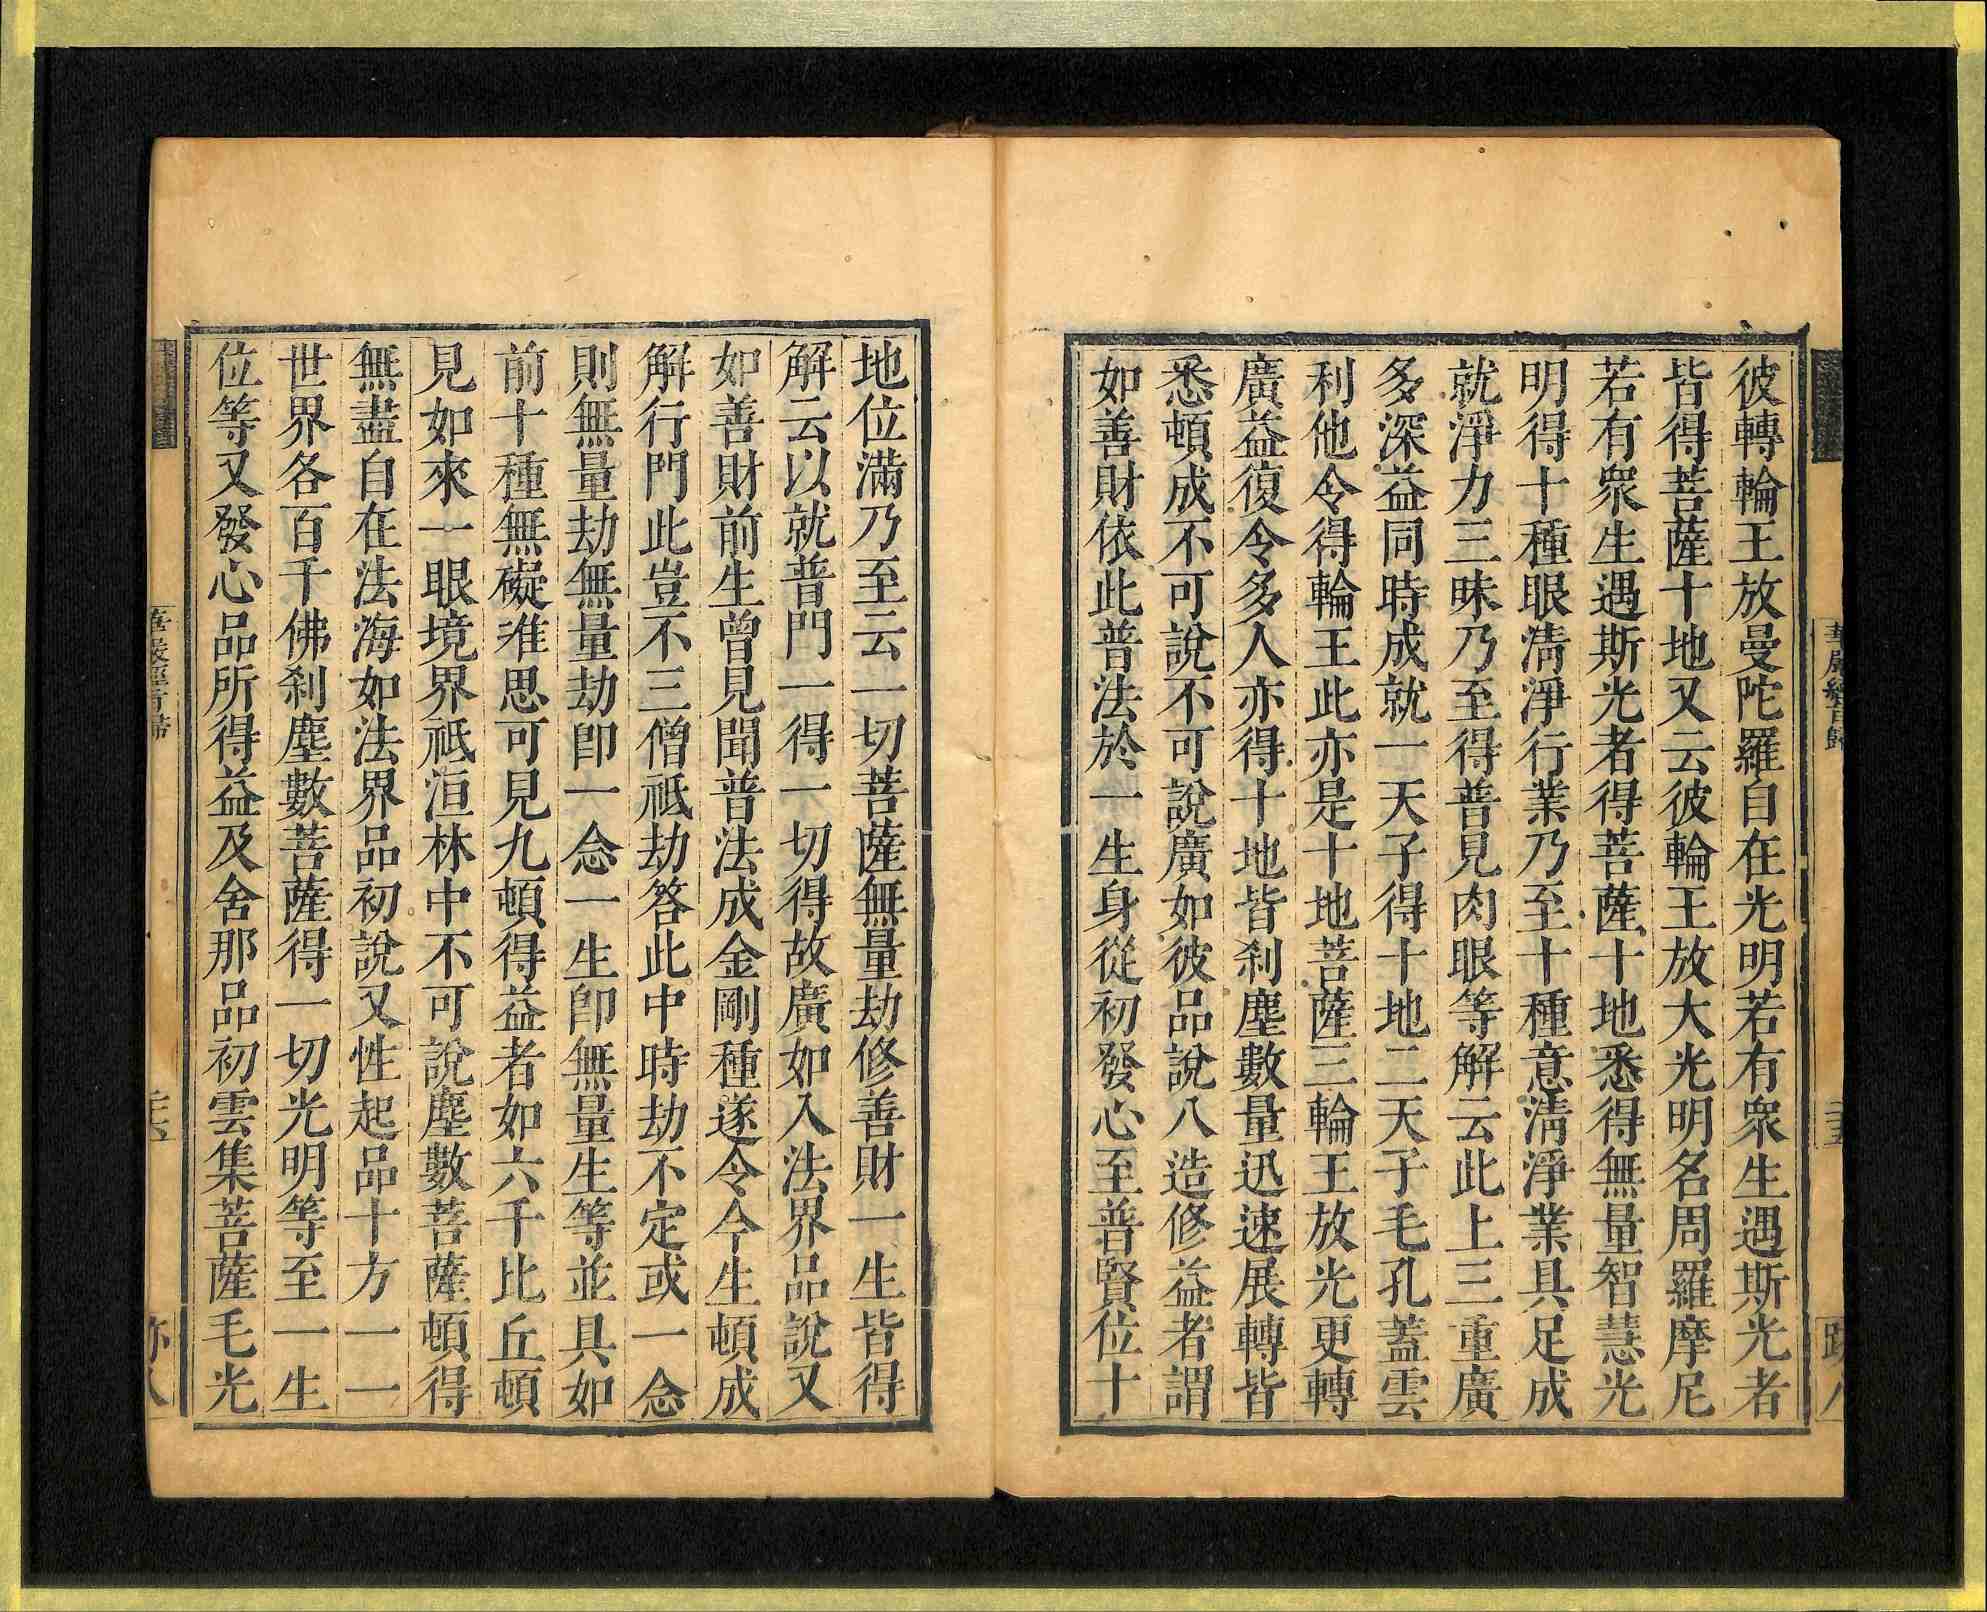 彼轉輪王放曼陀羅自在光明若有眾生遇斯光者
皆得菩薩十地又云彼輪王放大光明名周羅摩尼
若有眾生遇斯光者得菩薩十地悉得無量智慧光
明得十種眼淸淨行業乃至十種意淸淨業具足成
就淨力三昧乃至得普見肉眼等解云此上三重廣
多深益同時成就一天子得十地二天子毛孔蓋雲
利他令得輪王此亦是十地菩薩三輪王放光更轉
廣益復令多人亦得十地皆剎塵數量迅速展轉皆
悉頓成不可說不可說廣如彼品說八造修益者謂
如善財依此普法於一生身從初發心至普賢位十
地位滿乃至云一切菩薩無量劫修善財一生皆得
解云以就普門一得一切得故廣如入法界品說又
如善財前生曾見聞普法成金剛種遂令今生頓成
解行門此豈不三僧祇劫答此中時劫不定或一念
則無量劫無量劫卽一念一生卽無量生等並具如
前十種無礙准思可見九頓得益者如六千比丘頓
見如來一眼境界祇洹林中不可說塵數菩薩頓得
無盡自在法海如法界品初說又性起品十方一一
世界各百千佛剎塵數菩薩得一切光明等至一生
位等又發心品所得益及舍那品初雲集菩薩毛光
華嚴經旨歸